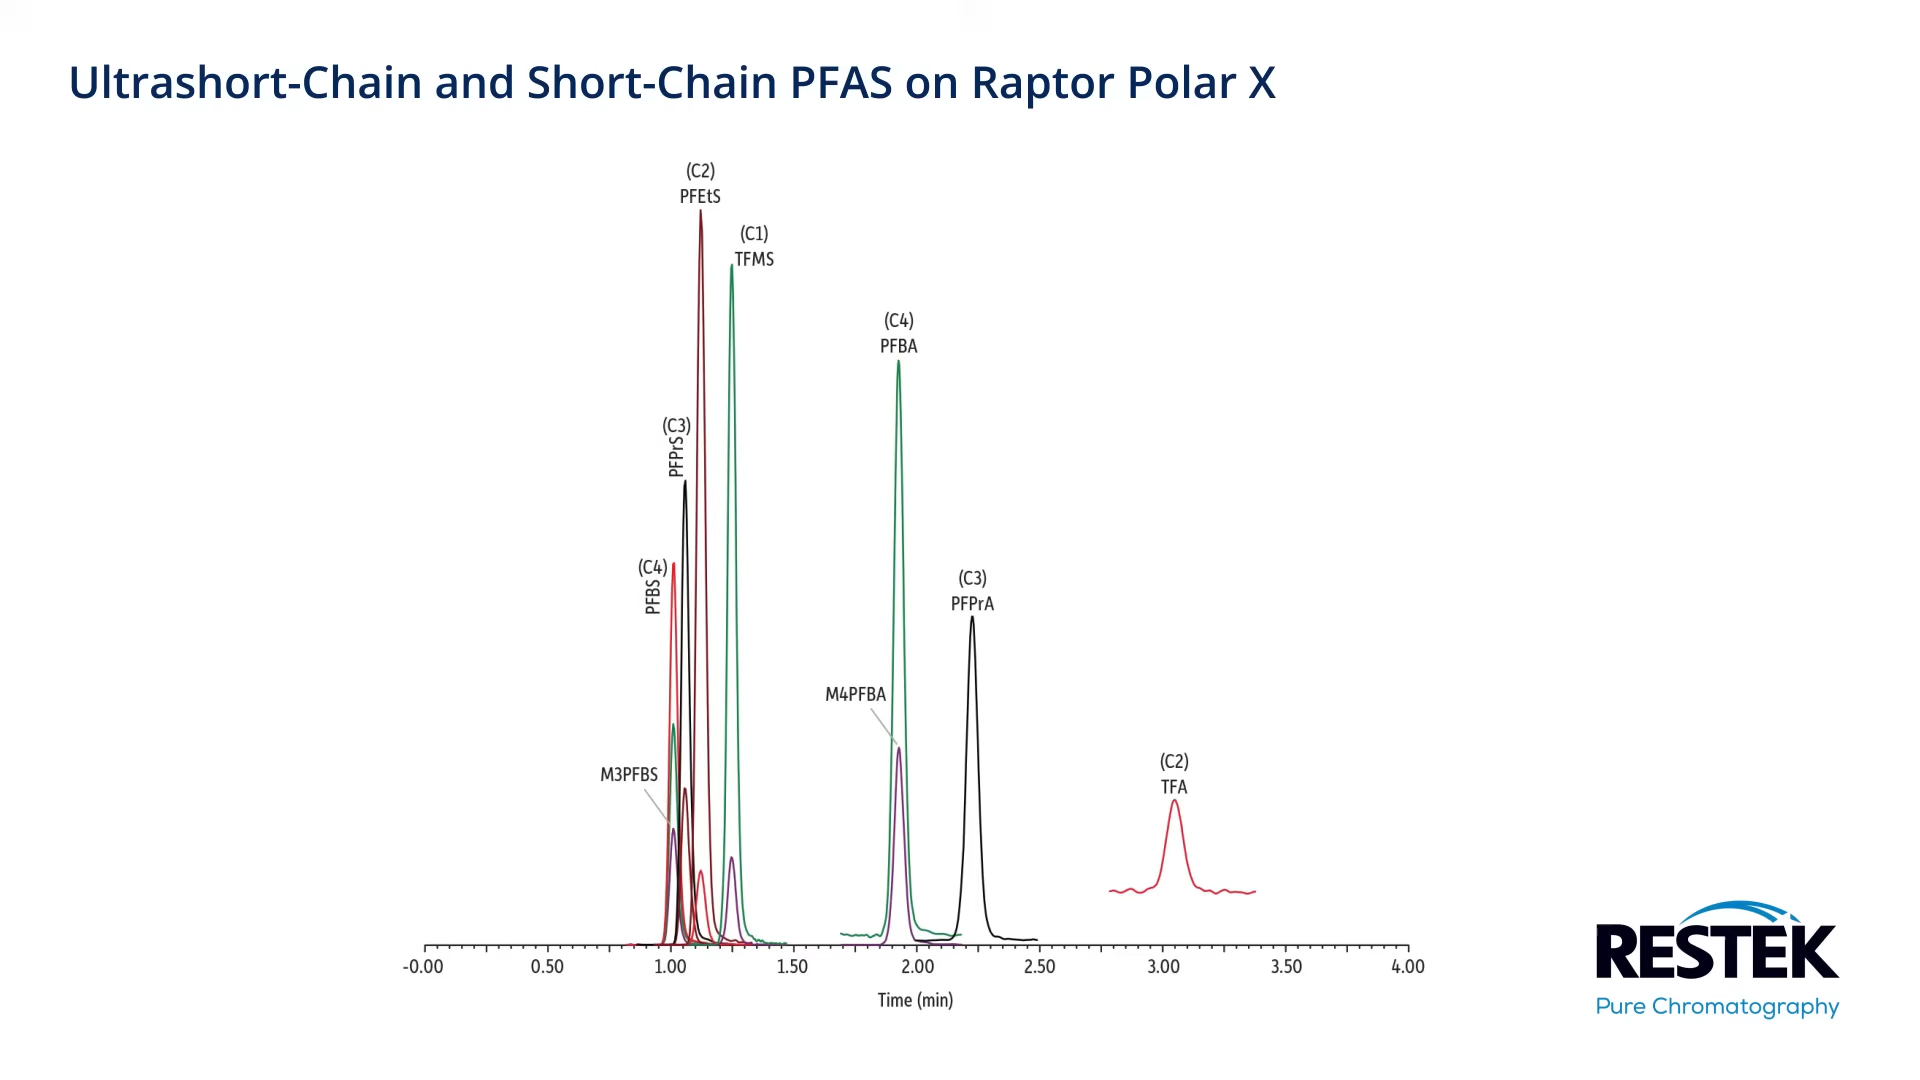 Ultrashort-Chain and Short-Chain PFAS on Raptor Polar X
(C2)
PFEtS
(C1)
TFMS
(C4)
PFBA
(C3)
PFPrS
(C4)
PFBS
(C3)
PFPrA
M4PFBA
M3PFBS
(C2)
TFA
-0.00 0.50 1.00 1.50 2.00 2.50 3.00 3.50 4.00
Time (min)
RESTEK
Pure Chromatography